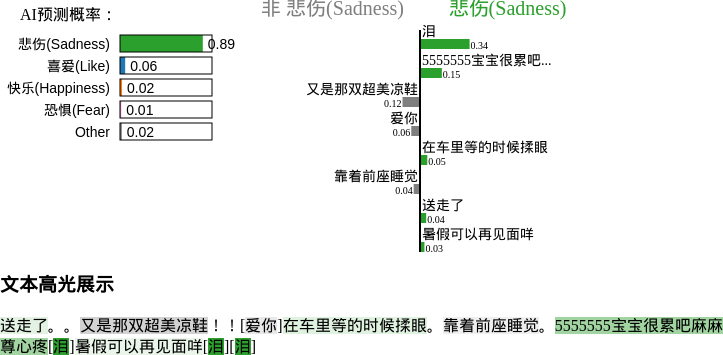 AI预测概率：
悲伤(Sadness) 0.89
喜爱(Like) 0.06
快乐(Happiness) 0.02
恐惧(Fear) 0.01
Other 0.02
非 悲伤(Sadness) 悲伤(Sadness)
泪
0.34
5555555宝宝很累吧...
0.15
又是那双超美凉鞋
0.12
爱你
0.06
在车里等的时候揉眼
0.05
靠着前座睡觉
0.04
送走了
0.04
暑假可以再见面咩
0.03
文本高光展示
送走了。。又是那双超美凉鞋！！[爱你]在车里等的时候揉眼。靠着前座睡觉。5555555宝宝很累吧麻麻
尊心疼[泪]暑假可以再见面咩[泪][泪]